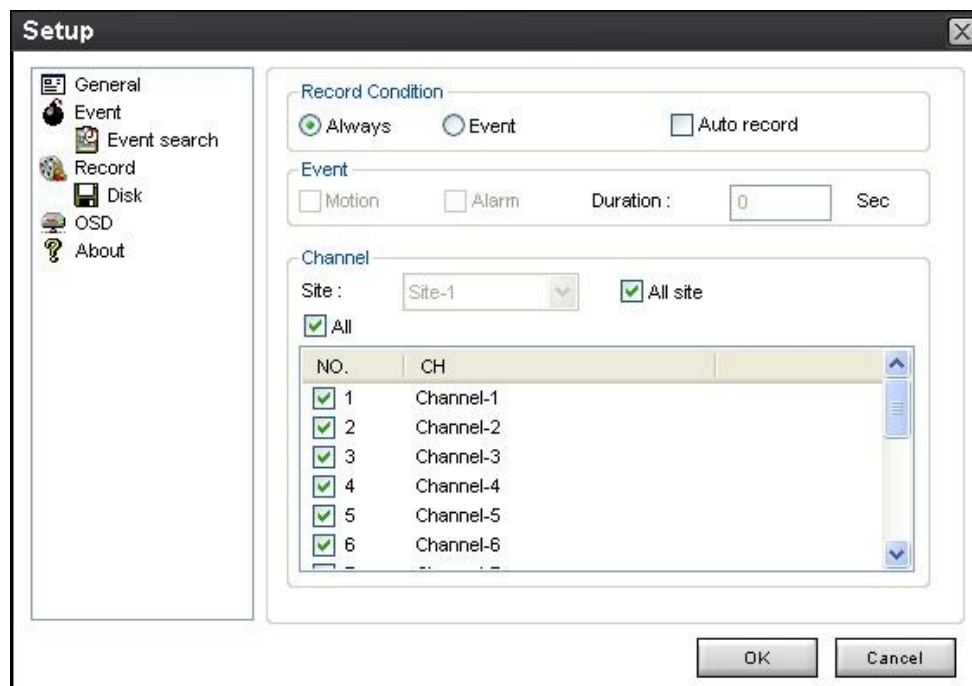 Setup
General
Event
Event search
Record
Disk
OSD
About
Record Condition
Always Event Auto record
Event
Motion Alarm Duration : 0 Sec
Channel
Site : Site-1 All site
All
NO. CH
1 Channel-1
2 Channel-2
3 Channel-3
4 Channel-4
5 Channel-5
6 Channel-6
OK Cancel